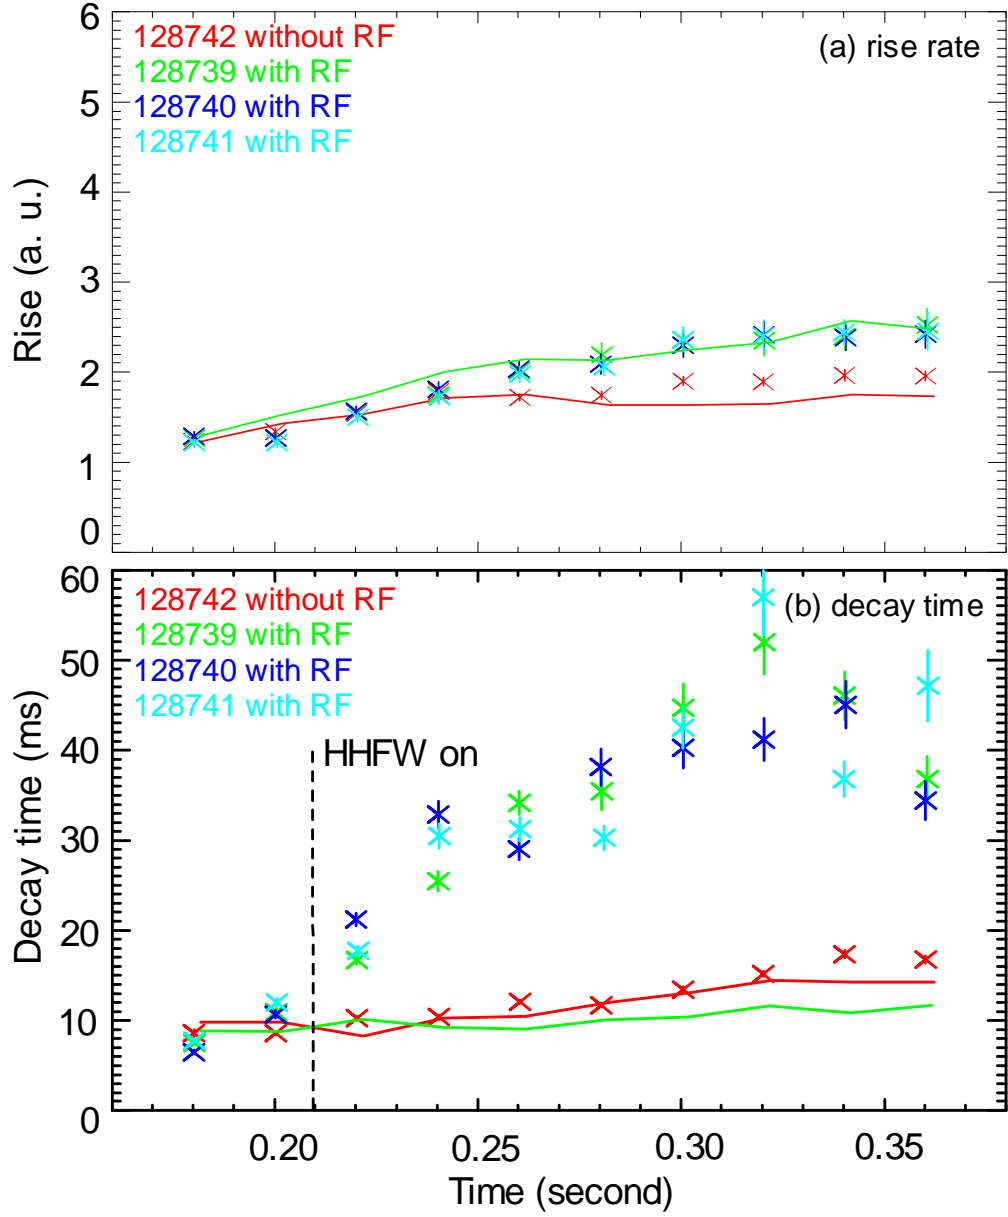 6
128742 without RF
(a) rise rate
128739 with RF
5
128740 with RF
128741 with RF
4
Rise (a. u.)
3
2
1
0
60
128742 without RF
(b) decay time
128739 with RF
128740 with RF
50
128741 with RF
HHFW on
40
Decay time (ms)
30
20
10
0
0.20 0.25 0.30 0.35
Time (second)